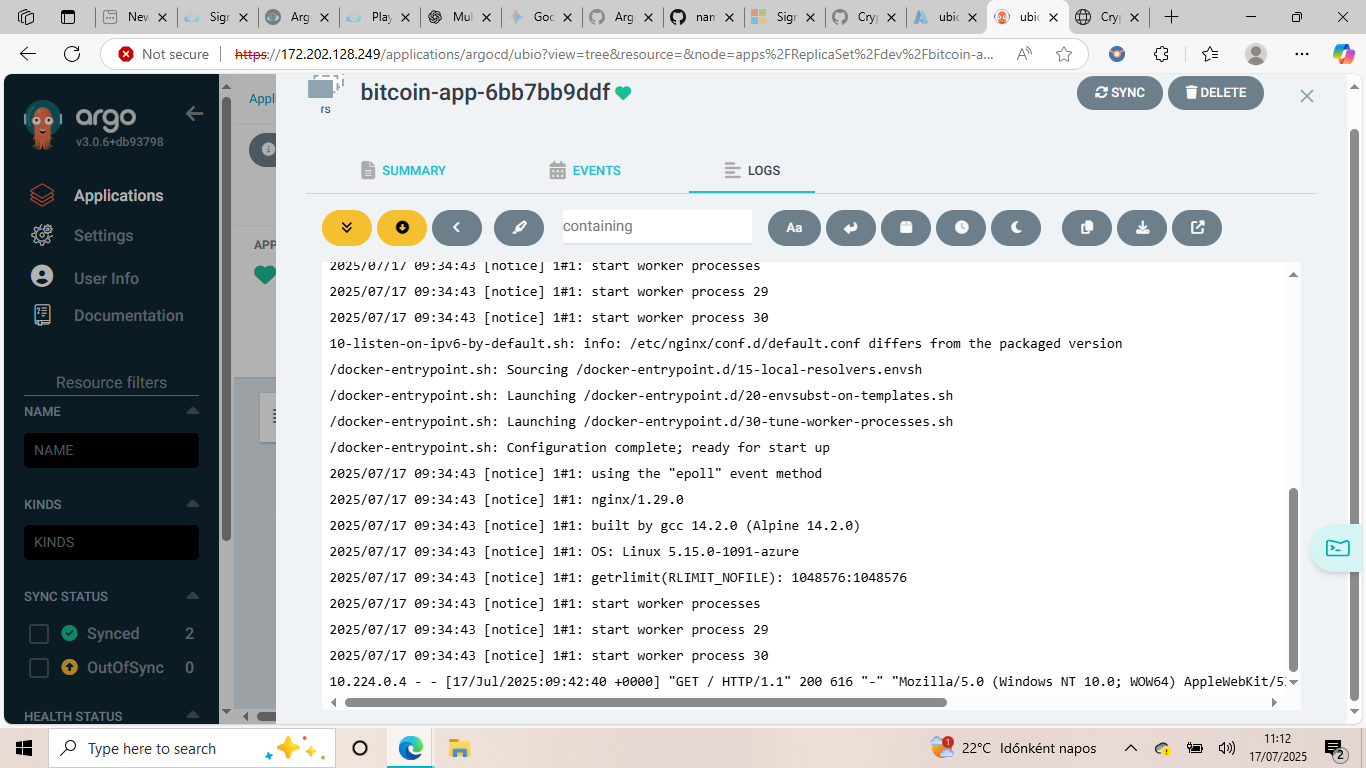 New
Sign
Argo
Play
Mul
Goo
Argo
nan
Sign
Cryp
ubio
ubio
Cryp
Not secure
https://172.202.128.249/applications/argocd/ubio?view=tree&resource=&node=apps%2FReplicaSet%2Fdev%2Fbitcoin-a...
argo
v3.0.6+db93798
Applications
Settings
User Info
Documentation
Resource filters
NAME
NAME
KINDS
KINDS
SYNC STATUS
Synced 2
OutOfSync 0
HEALTH STATUS
Appli
APP
rs
bitcoin-app-6bb7bb9ddf
SYNC
DELETE
SUMMARY
EVENTS
LOGS
containing
Aa
2025/07/17 09:34:43 [notice] 1#1: start worker processes
2025/07/17 09:34:43 [notice] 1#1: start worker process 29
2025/07/17 09:34:43 [notice] 1#1: start worker process 30
10-listen-on-ipv6-by-default.sh: info: /etc/nginx/conf.d/default.conf differs from the packaged version
/docker-entrypoint.sh: Sourcing /docker-entrypoint.d/15-local-resolvers.envsh
/docker-entrypoint.sh: Launching /docker-entrypoint.d/20-envsubst-on-templates.sh
/docker-entrypoint.sh: Launching /docker-entrypoint.d/30-tune-worker-processes.sh
/docker-entrypoint.sh: Configuration complete; ready for start up
2025/07/17 09:34:43 [notice] 1#1: using the "epoll" event method
2025/07/17 09:34:43 [notice] 1#1: nginx/1.29.0
2025/07/17 09:34:43 [notice] 1#1: built by gcc 14.2.0 (Alpine 14.2.0)
2025/07/17 09:34:43 [notice] 1#1: OS: Linux 5.15.0-1091-azure
2025/07/17 09:34:43 [notice] 1#1: getrlimit(RLIMIT_NOFILE): 1048576:1048576
2025/07/17 09:34:43 [notice] 1#1: start worker processes
2025/07/17 09:34:43 [notice] 1#1: start worker process 29
2025/07/17 09:34:43 [notice] 1#1: start worker process 30
10.224.0.4 - - [17/Jul/2025:09:42:40 +0000] "GET / HTTP/1.1" 200 616 "-" "Mozilla/5.0 (Windows NT 10.0; WOW64) AppleWebKit/5
Type here to search
1
22°C Időnként napos
11:12
17/07/2025
2